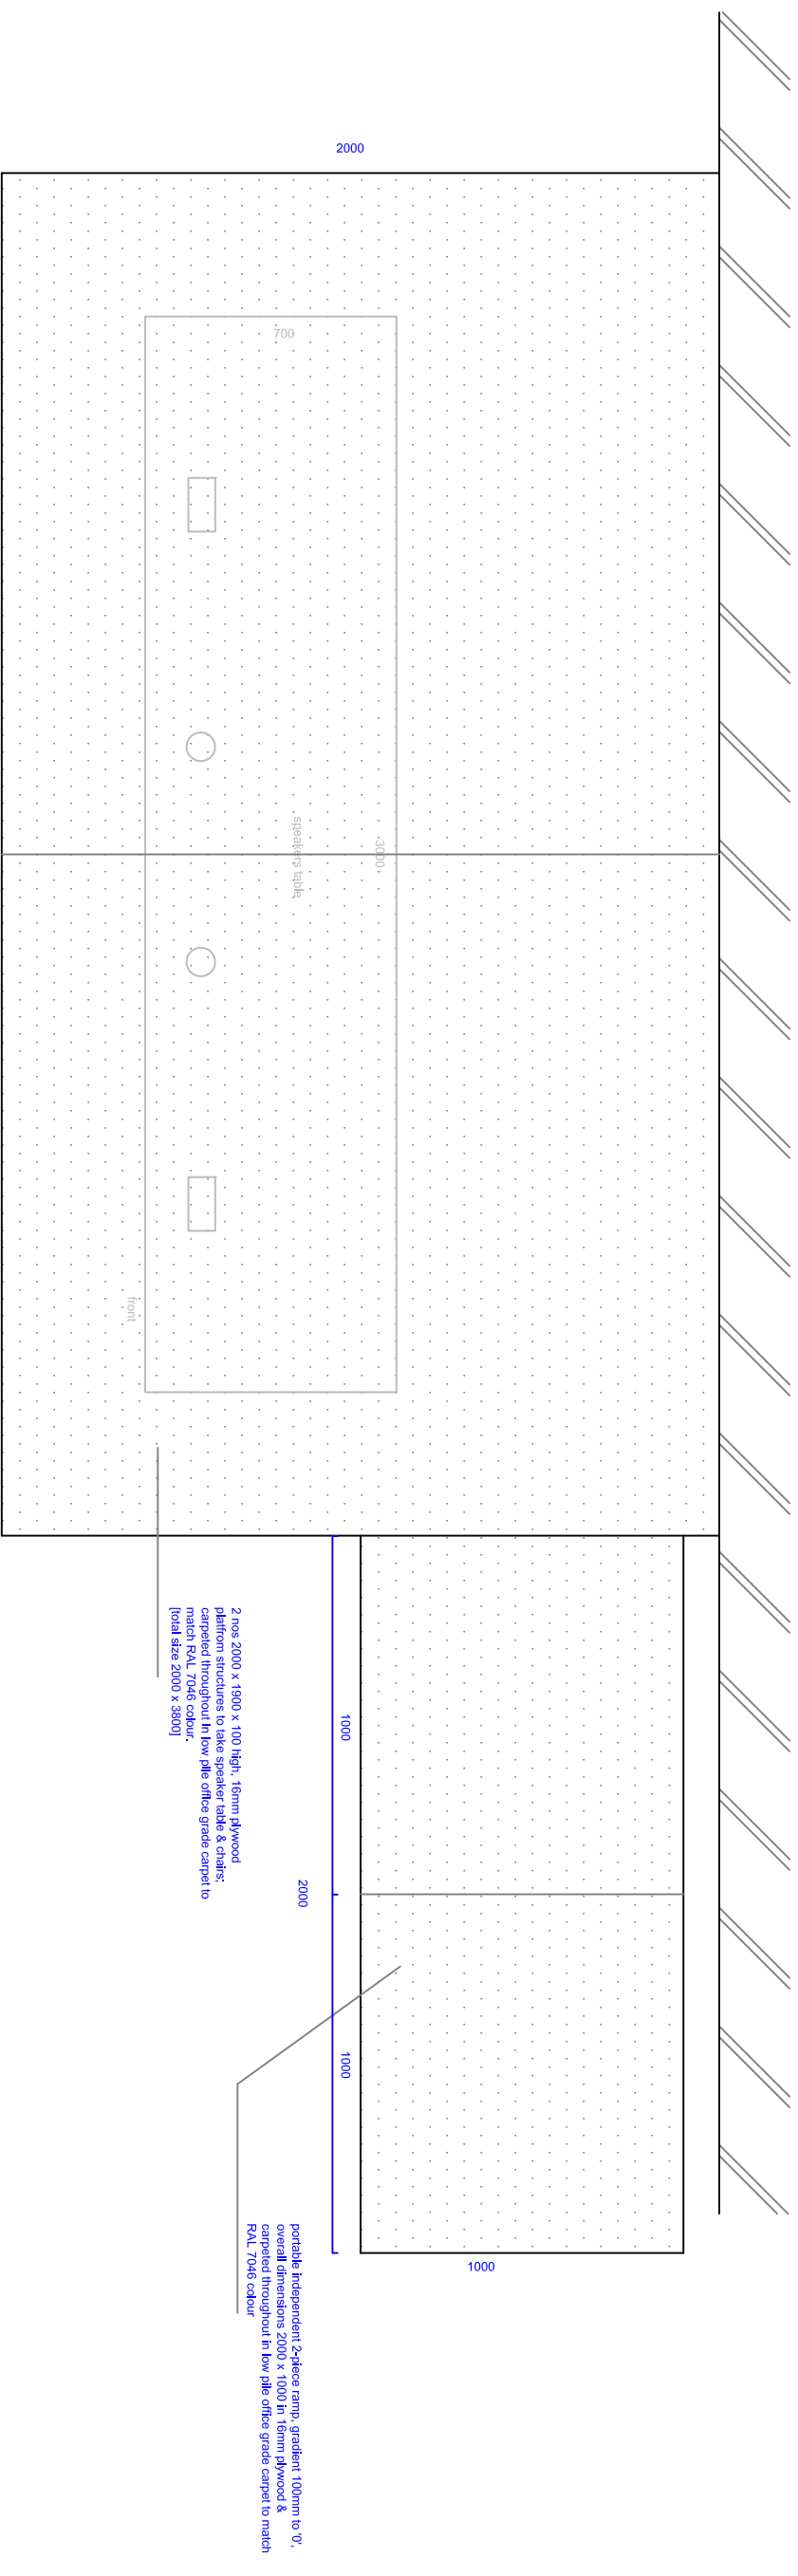 2000
700
3000
speakers table
front
2 nos 2000 x 1900 x 100 high, 16mm plywood
platfrom structures to take speaker table & chairs;
carpeted throughout in low pile office grade carpet to
match RAL 7046 colour.
[total size 2000 x 3800]
1000
2000
1000
1000
portable independent 2-piece ramp, gradient 100mm to '0',
overall dimensions 2000 x 1000 in 16mm plywood &
carpeted throughout in low pile office grade carpet to match
RAL 7046 colour